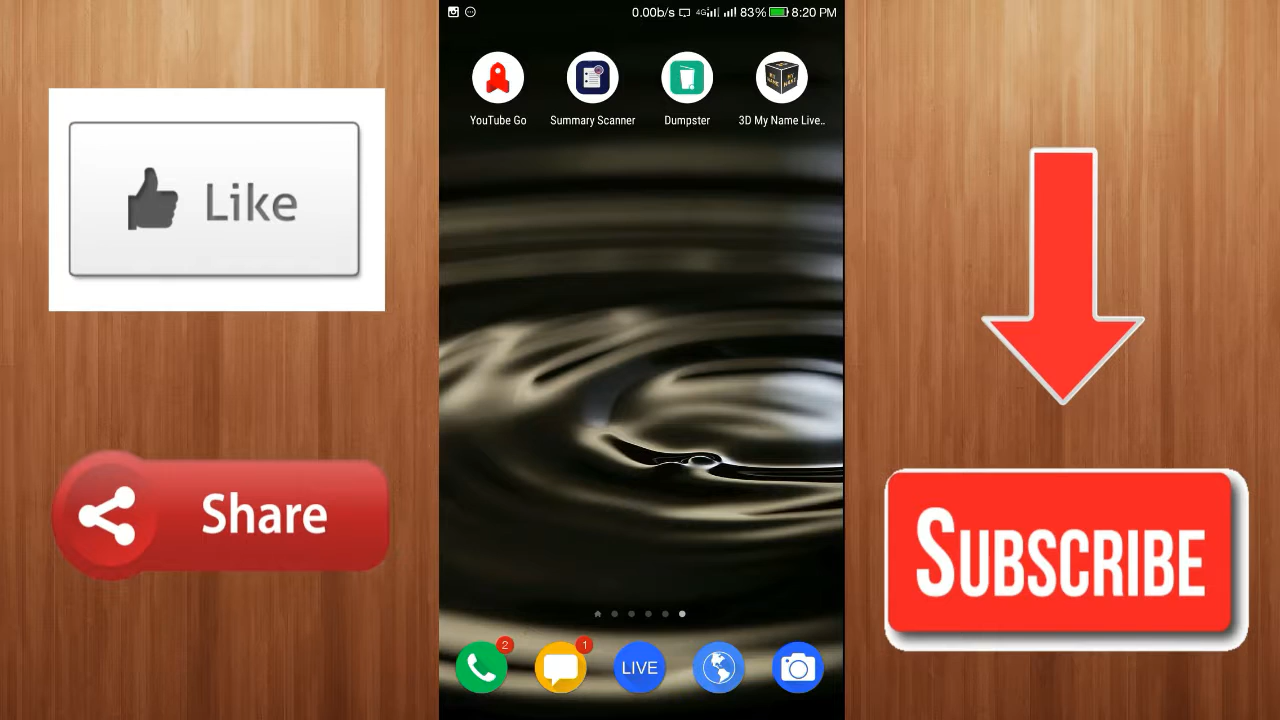 0.00b/s 4G 83% 8:20 PM
YouTube Go
Summary Scanner
Dumpster
3D My Name Live..
Like
Share
SUBSCRIBE
2
1
LIVE